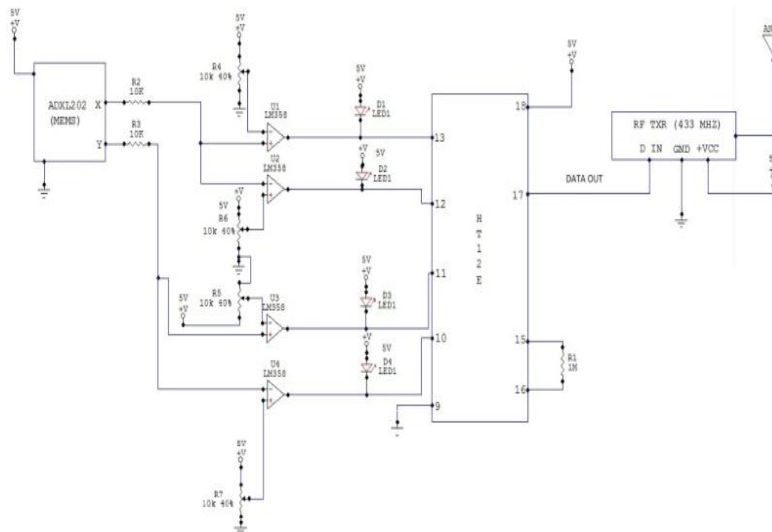 5V
+V
ADXL202
(MEMS)
X
Y
R2
10K
R3
10K
5V
+V
R4
10k 40%
U1
LM358
U2
LM358
5V
+V
R6
10k 40%
5V
+V
R5
10k 40%
U3
LM358
U4
LM358
5V
+V
R7
10k 40%
5V
+V
D1
LED1
5V
+V
D2
LED1
5V
+V
D3
LED1
5V
+V
D4
LED1
13
12
11
10
9
HT12E
18
17
15
16
5V
+V
DATA OUT
R1
1M
RF TXR (433 MHZ)
D IN GND +VCC